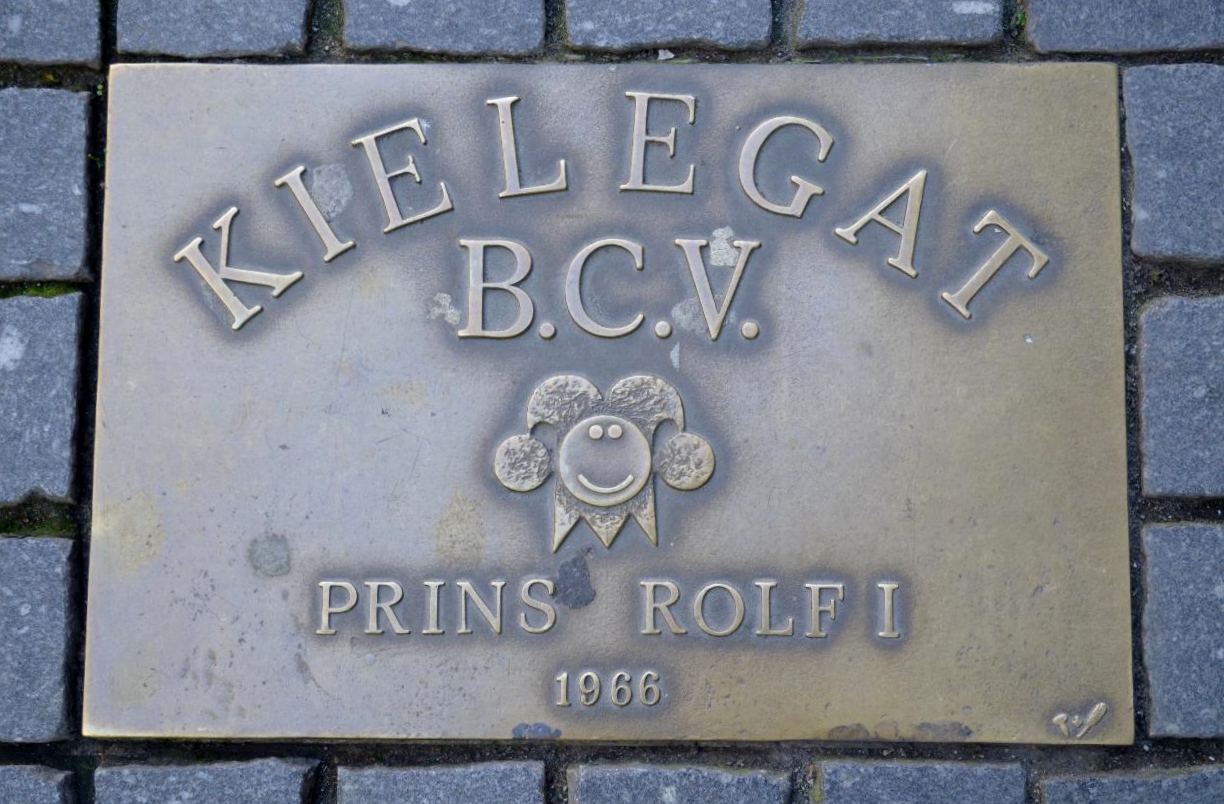 KIELEGAT
B.C.V.
PRINS ROLF I
1966